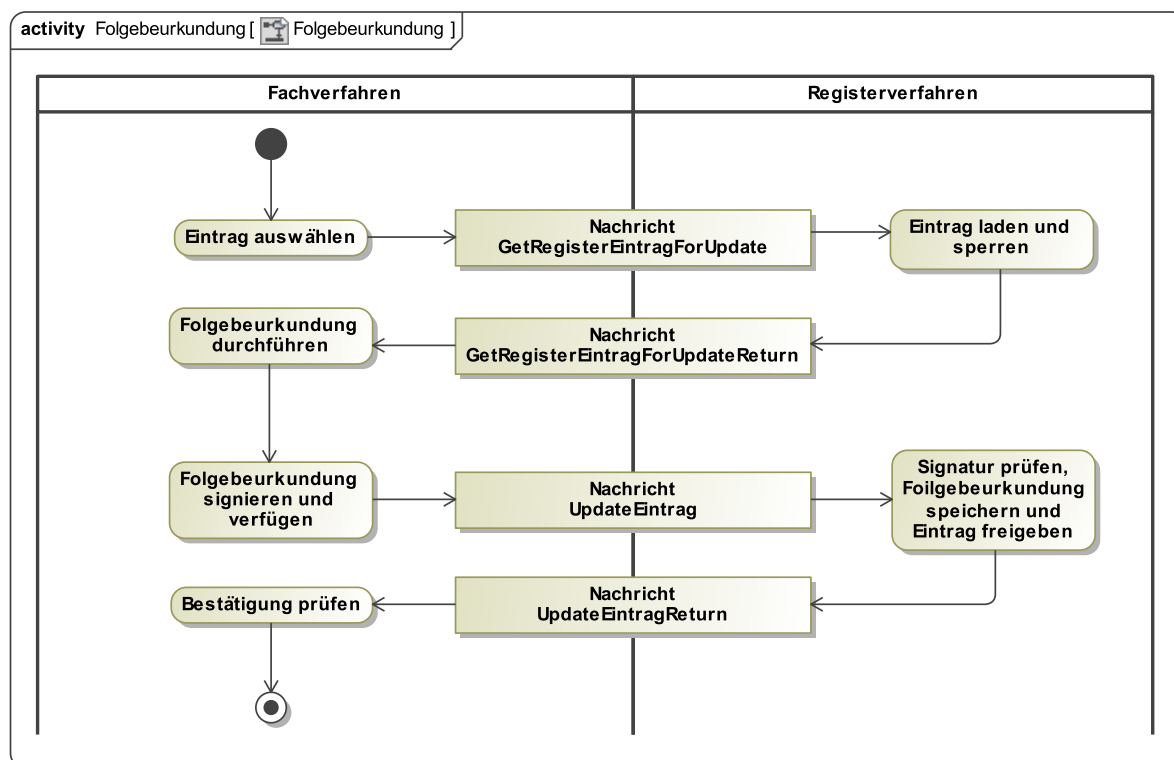 activity Folgebeurkundung [ Folgebeurkundung ]
Fachverfahren
Registerverfahren
Eintrag auswählen
Nachricht
GetRegisterEintragForUpdate
Eintrag laden und
sperren
Folgebeurkundung
durchführen
Nachricht
GetRegisterEintragForUpdateReturn
Folgebeurkundung
signieren und
verfügen
Nachricht
UpdateEintrag
Signatur prüfen,
Foilgebeurkundung
speichern und
Eintrag freigeben
Bestätigung prüfen
Nachricht
UpdateEintragReturn